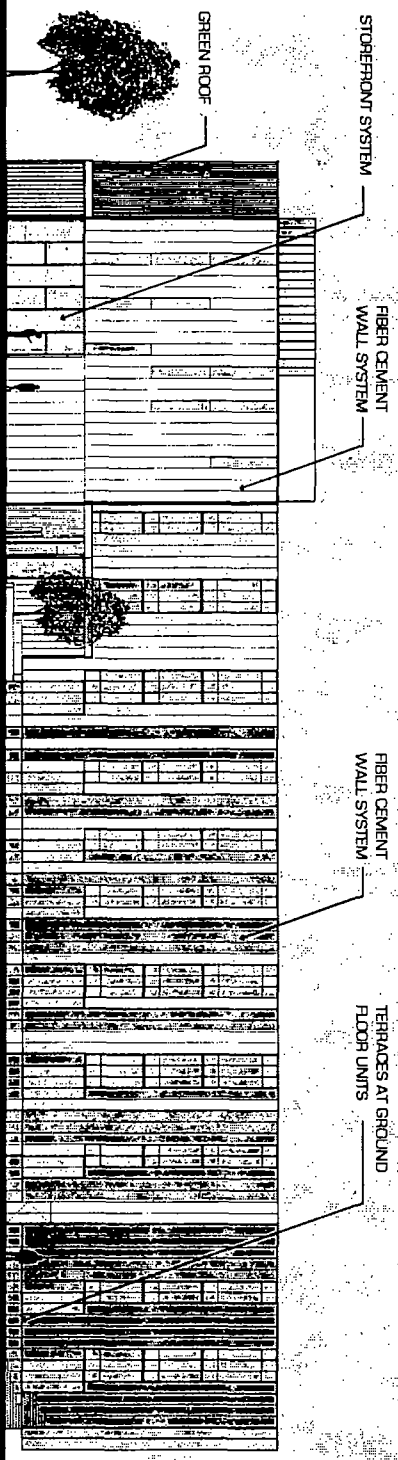 GREEN ROOF
STOREFRONT SYSTEM
FIBER CEMENT
WALL SYSTEM
FIBER CEMENT
WALL SYSTEM
TERRACES AT GROUND
FLOOR UNITS